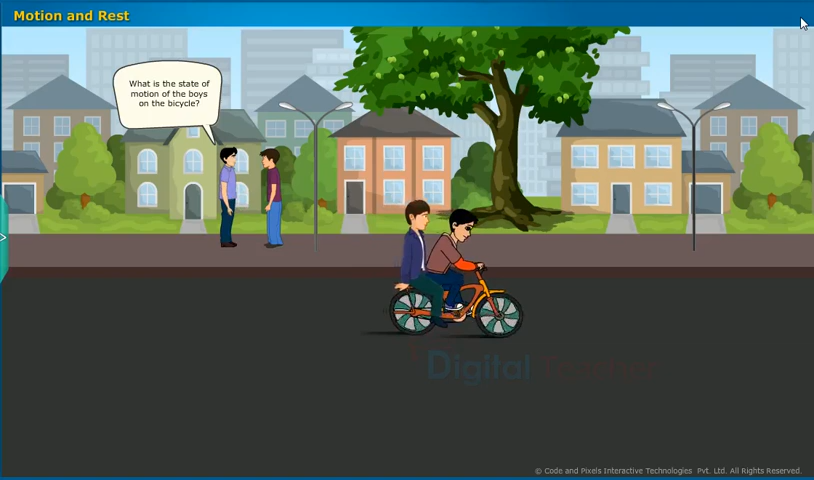 Motion and Rest
What is the state of
motion of the boys
on the bicycle?
Digital Teacher
© Code and Pixels Interactive Technologies Pvt. Ltd. All Rights Reserved.